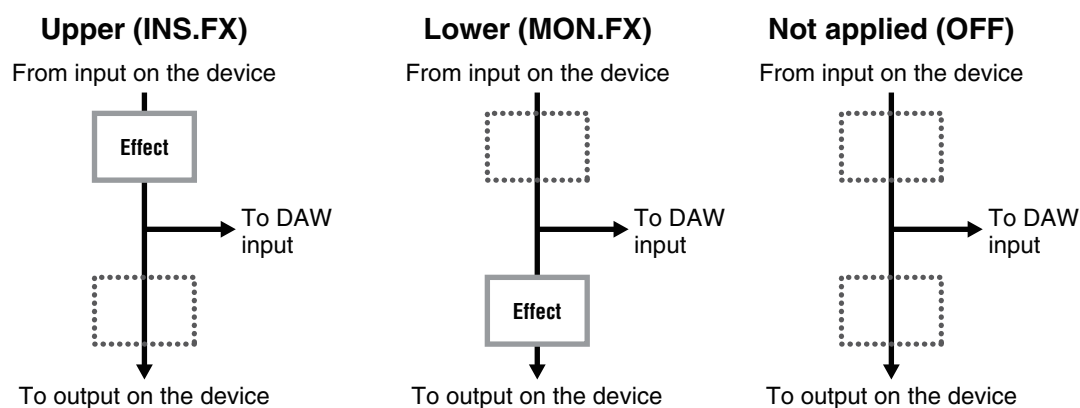 Upper (INS.FX)
From input on the device
Effect
To DAW
input
To output on the device
Lower (MON.FX)
From input on the device
To DAW
input
Effect
To output on the device
Not applied (OFF)
From input on the device
To DAW
input
To output on the device